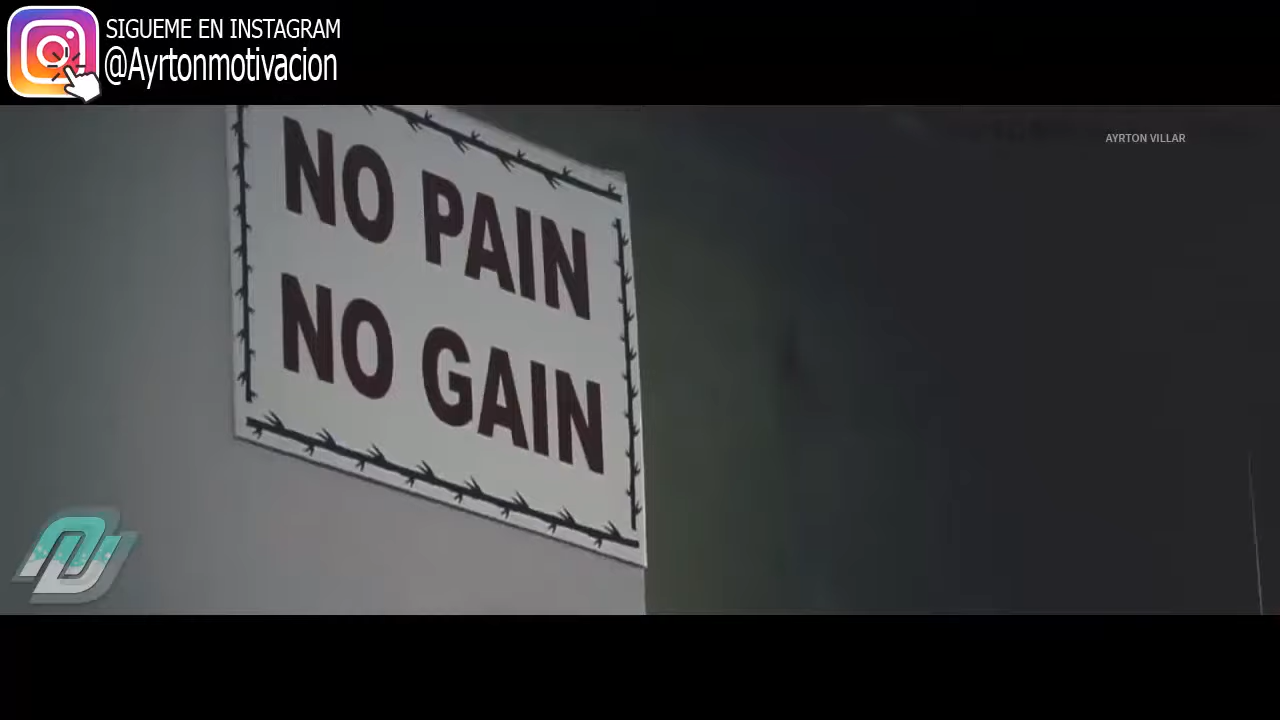 SIGUEME EN INSTAGRAM
@Ayrtonmotivacion
AYRTON VILLAR
NO PAIN
NO GAIN